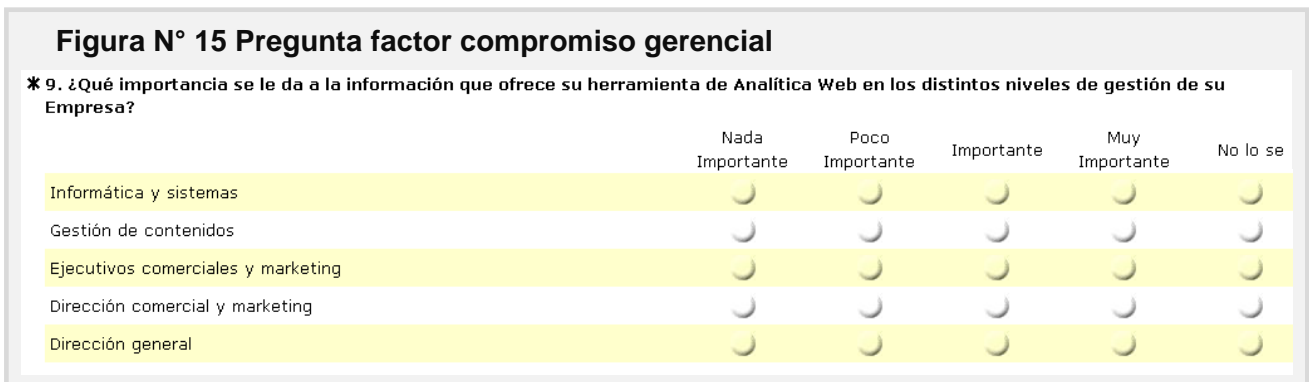 Figura N° 15 Pregunta factor compromiso gerencial
* 9. ¿Qué importancia se le da a la información que ofrece su herramienta de Analítica Web en los distintos niveles de gestión de su
Empresa?
Nada Importante Poco Importante Importante Muy Importante No lo se
Informática y sistemas
Gestión de contenidos
Ejecutivos comerciales y marketing
Dirección comercial y marketing
Dirección general